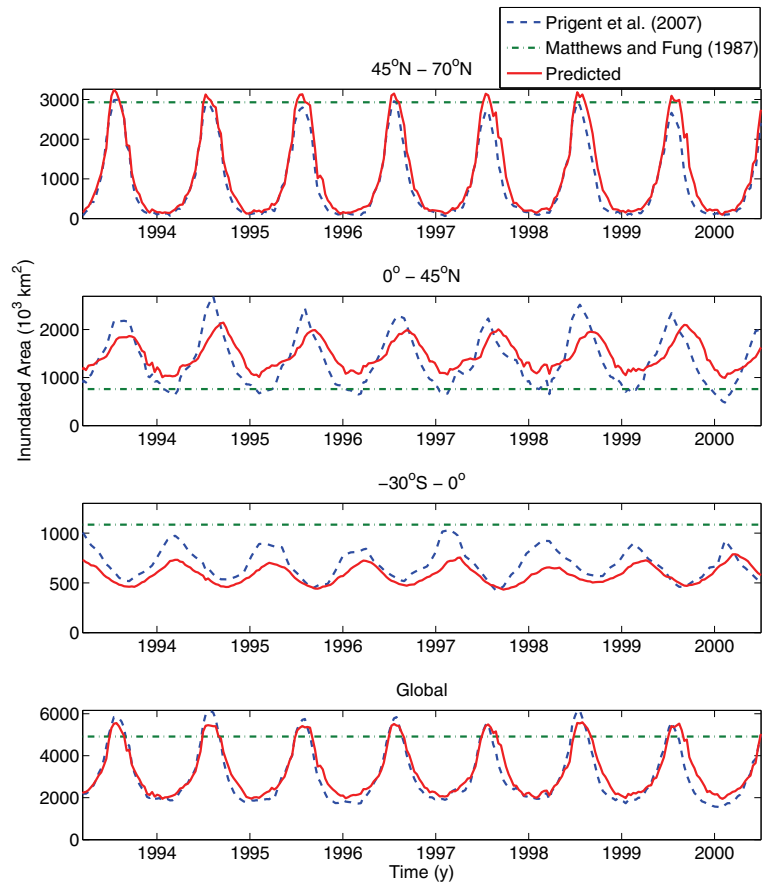 Prigent et al. (2007)
Matthews and Fung (1987)
Predicted
45°N − 70°N
3000
2000
1000
0
1994 1995 1996 1997 1998 1999 2000
0° − 45°N
2000
1000
0
1994 1995 1996 1997 1998 1999 2000
Inundated Area (10³ km²)
−30°S − 0°
1000
500
0
1994 1995 1996 1997 1998 1999 2000
Global
6000
4000
2000
0
1994 1995 1996 1997 1998 1999 2000
Time (y)